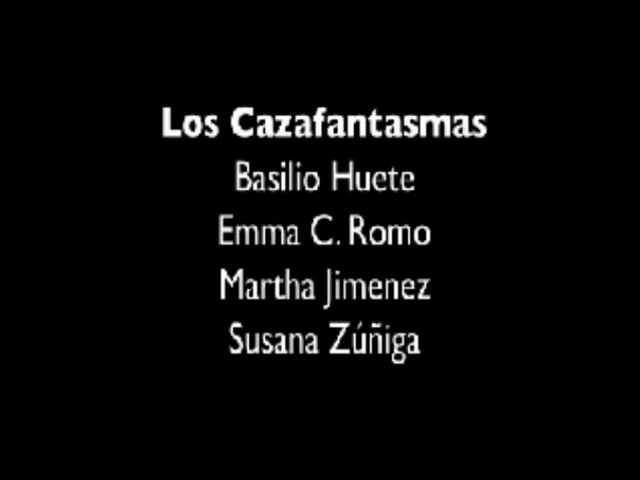 Los Cazafantasmas
Basilio Huete
Emma C. Romo
Martha Jimenez
Susana Zúñiga